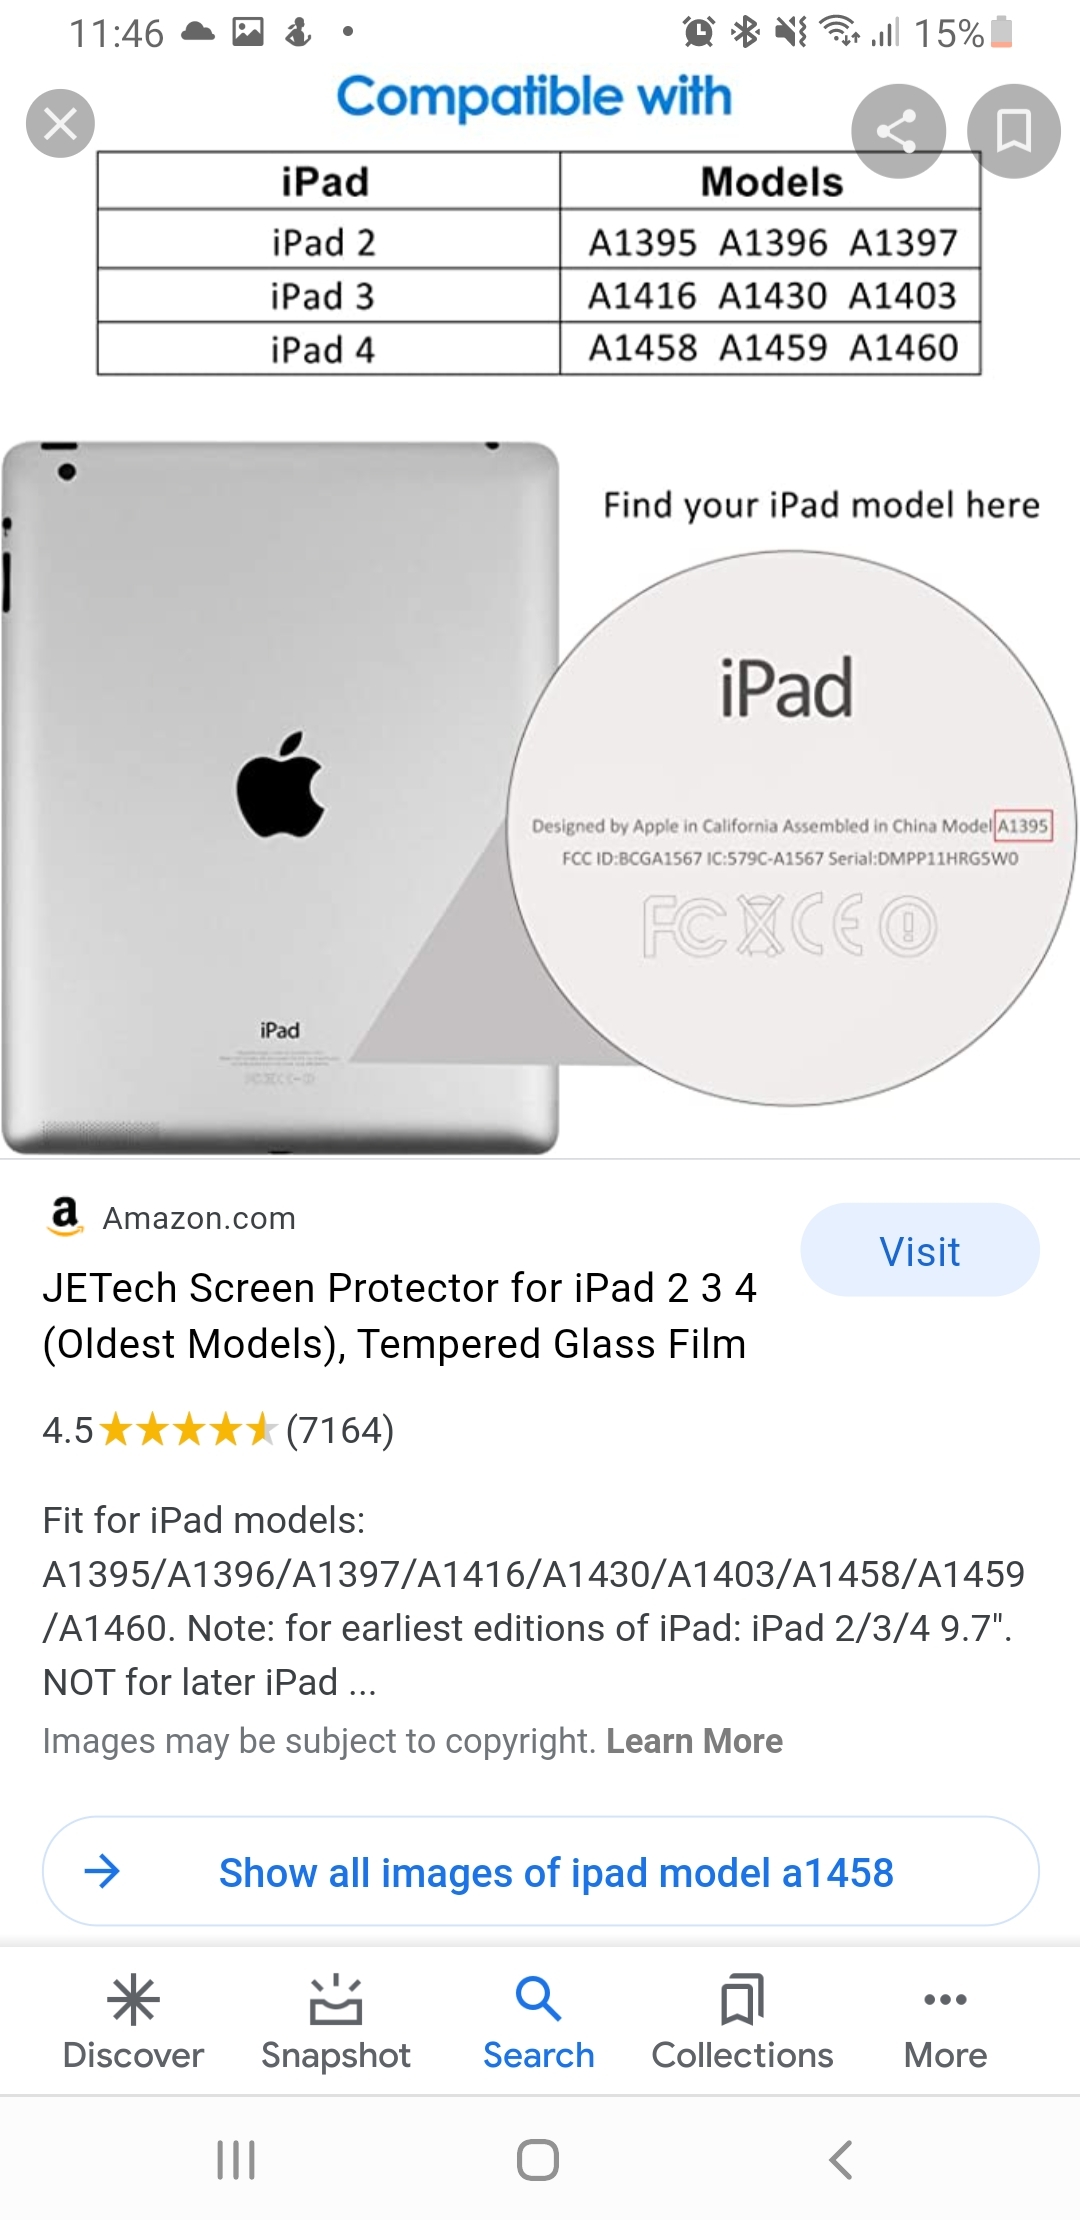 11:46
15%
Compatible with
iPad Models
iPad 2 A1395 A1396 A1397
iPad 3 A1416 A1430 A1403
iPad 4 A1458 A1459 A1460
Find your iPad model here
iPad
Designed by Apple in California Assembled in China Model A1395
FCC ID:BCGA1567 IC:579C-A1567 Serial:DMPP11HRG5W0
FC CE
iPad
a Amazon.com
Visit
JETech Screen Protector for iPad 2 3 4
(Oldest Models), Tempered Glass Film
4.5 (7164)
Fit for iPad models:
A1395/A1396/A1397/A1416/A1430/A1403/A1458/A1459
/A1460. Note: for earliest editions of iPad: iPad 2/3/4 9.7".
NOT for later iPad ...
Images may be subject to copyright. Learn More
Show all images of ipad model a1458
Discover Snapshot Search Collections More